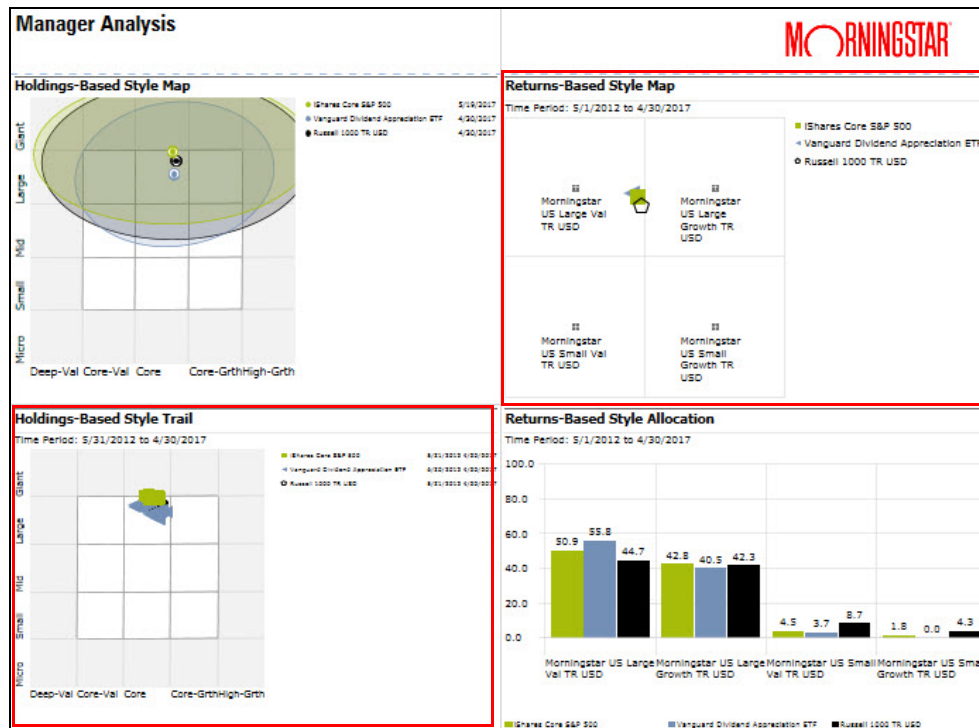 Manager Analysis
MORNINGSTAR
Holdings-Based Style Map
Giant
Large
Mid
Small
Micro
Deep-Val Core-Val Core Core-Grth High-Grth
iShares Core S&P 500 5/19/2017
Vanguard Dividend Appreciation ETF 4/30/2017
Russell 1000 TR USD 4/30/2017
Returns-Based Style Map
Time Period: 5/1/2012 to 4/30/2017
iShares Core S&P 500
Vanguard Dividend Appreciation ETF
Russell 1000 TR USD
Morningstar
US Large Val
TR USD
Morningstar
US Large
Growth TR
USD
Morningstar
US Small Val
TR USD
Morningstar
US Small
Growth TR
USD
Holdings-Based Style Trail
Time Period: 5/31/2012 to 4/30/2017
iShares Core S&P 500
Vanguard Dividend Appreciation ETF
Russell 1000 TR USD
Giant
Large
Mid
Small
Micro
Deep-Val Core-Val Core Core-Grth High-Grth
Returns-Based Style Allocation
Time Period: 5/1/2012 to 4/30/2017
100.0
80.0
60.0
40.0
20.0
0.0
50.9 55.8 44.7 42.8 40.5 42.3 4.5 3.7 8.7 1.8 0.0 4.3
Morningstar US Large
Val TR USD
Morningstar US Large
Growth TR USD
Morningstar US Small
Val TR USD
Morningstar US Sma
Growth TR USD
iShares Core S&P 500 Vanguard Dividend Appreciation ETF Russell 1000 TR USD